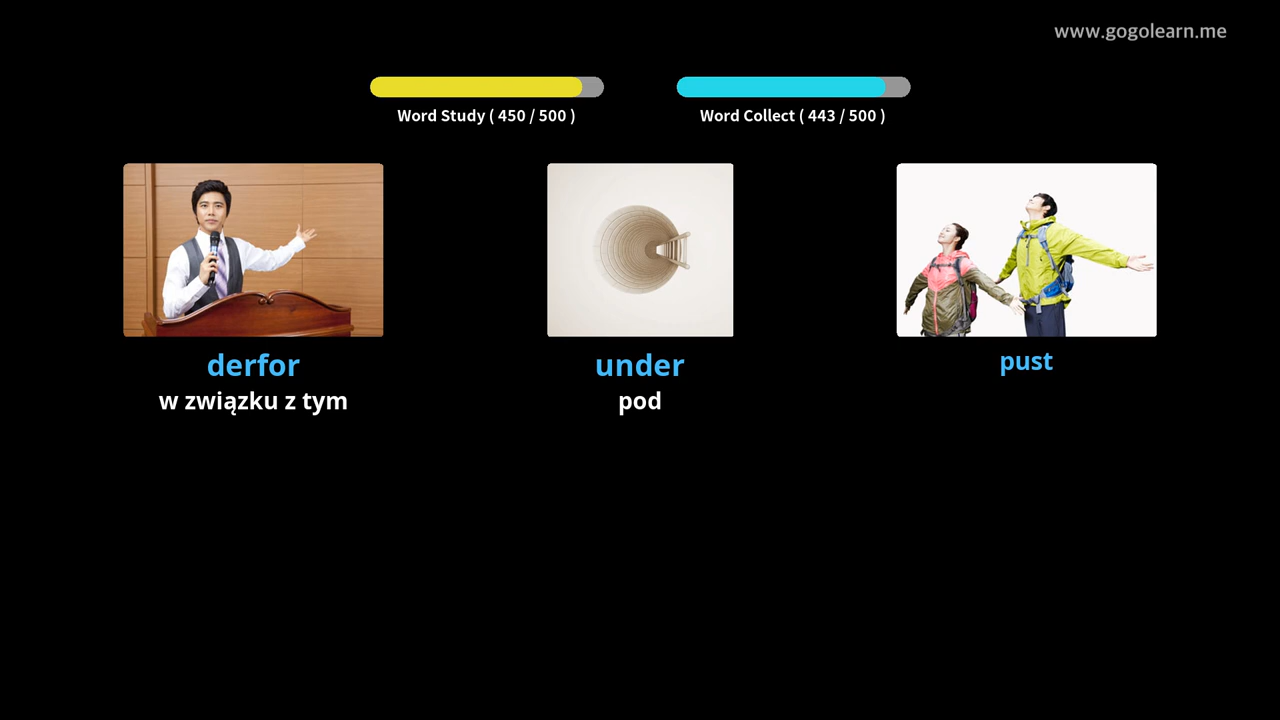 www.gogolearn.me
Word Study ( 450 / 500 )
Word Collect ( 443 / 500 )
derfor
w związku z tym
under
pod
pust